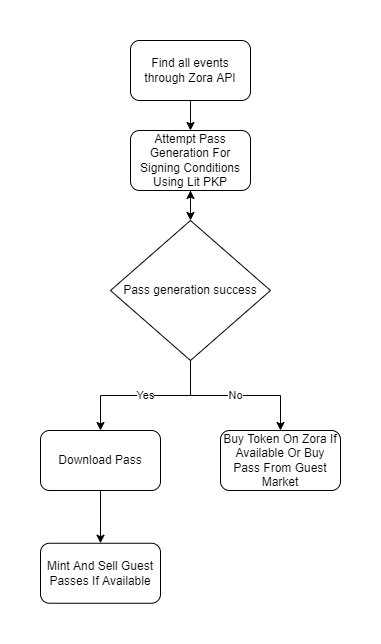 Find all events
through Zora API
Attempt Pass
Generation For
Signing Conditions
Using Lit PKP
Pass generation success
Yes
No
Download Pass
Buy Token On Zora If
Available Or Buy
Pass From Guest
Market
Mint And Sell Guest
Passes If Available